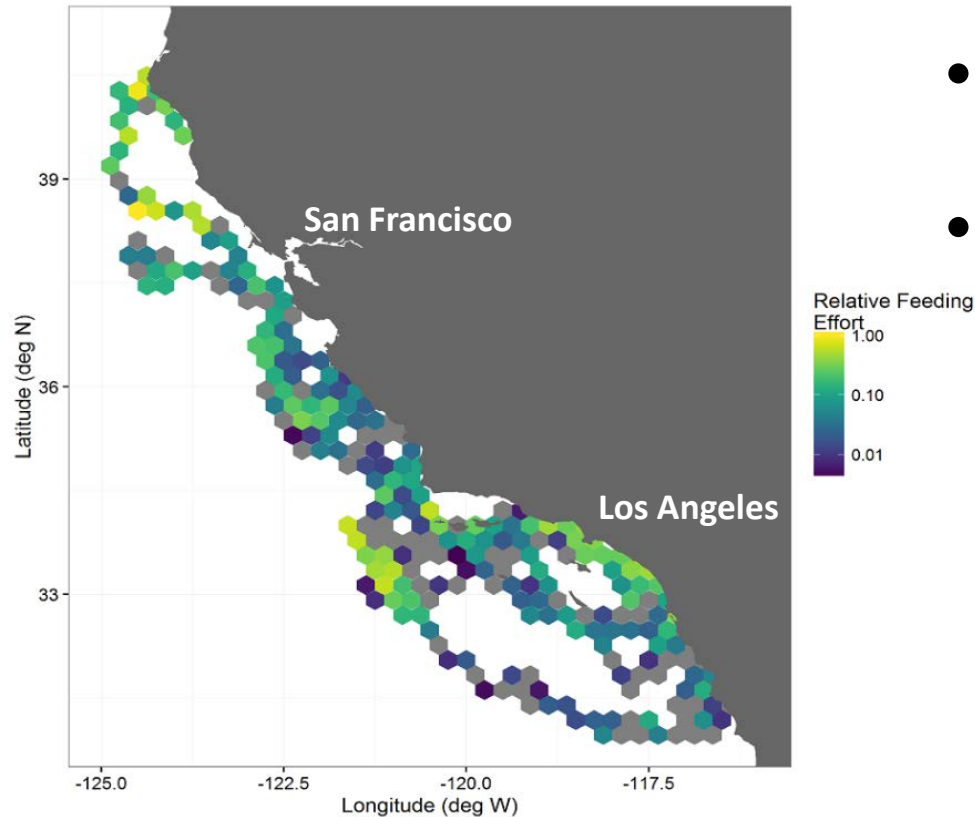 San Francisco
Los Angeles
Relative Feeding
Effort
1.00
0.10
0.01
39
36
33
Latitude (deg N)
-125.0
-122.5
-120.0
-117.5
Longitude (deg W)
•
•